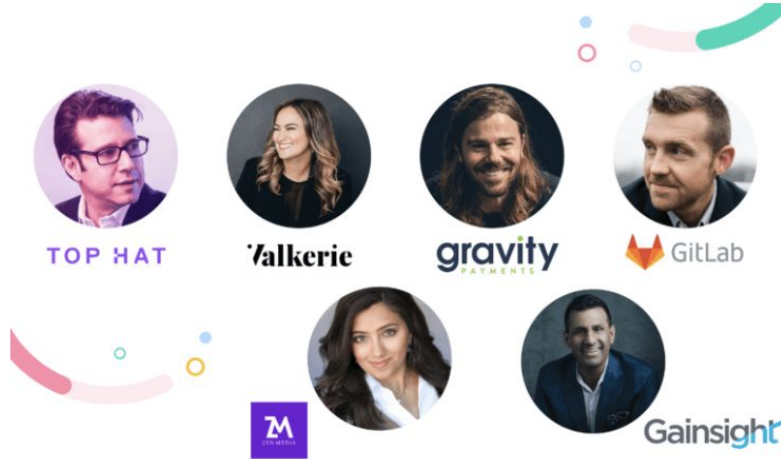 TOP HAT
Valkerie
gravity
PAYMENTS
GitLab
ZM
ZEN MEDIA
Gainsight